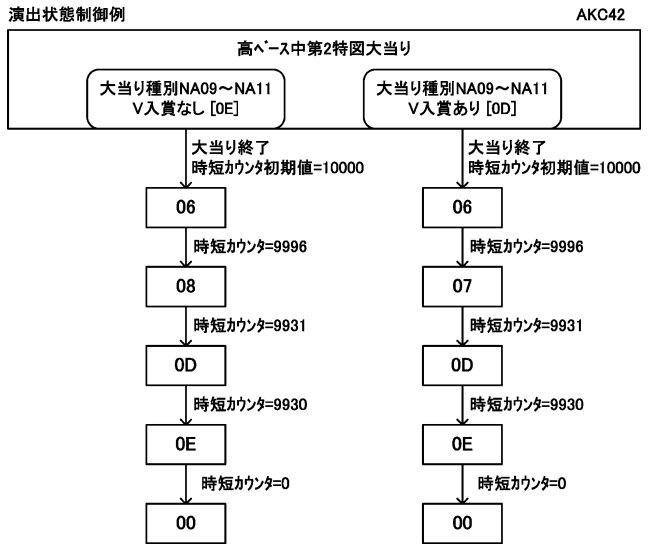 演出状態制御例
AKC42
高ベース中第2特図大当り
大当り種別NA09～NA11
V入賞なし [0E]
大当り種別NA09～NA11
V入賞あり [0D]
大当り終了
時短カウンタ初期値=10000
大当り終了
時短カウンタ初期値=10000
06
06
時短カウンタ=9996
時短カウンタ=9996
08
07
時短カウンタ=9931
時短カウンタ=9931
0D
0D
時短カウンタ=9930
時短カウンタ=9930
0E
0E
時短カウンタ=0
時短カウンタ=0
00
00